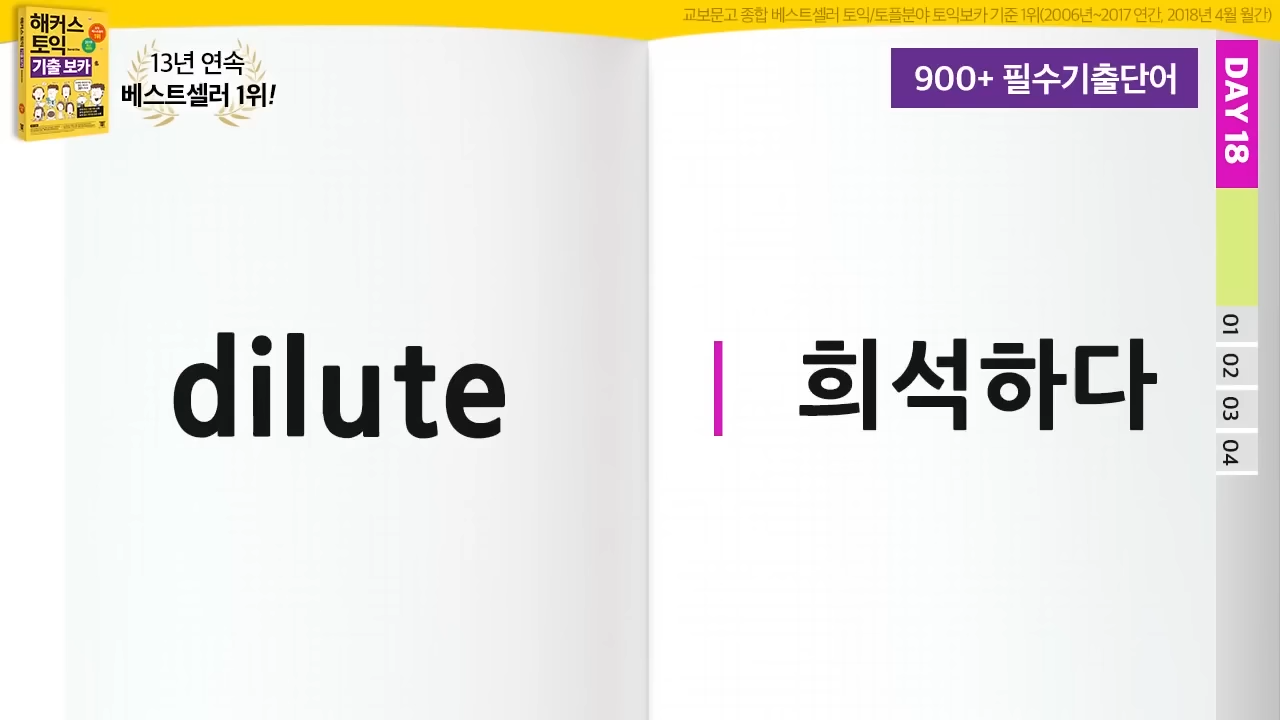 교보문고 종합 베스트셀러 토익/토플분야 토익보카 기준 1위(2006년~2017 연간, 2018년 4월 월간)
해커스
토익
기출 보카
13년 연속
베스트셀러 1위!
900+ 필수기출단어
DAY 18
dilute
희석하다
01
02
03
04